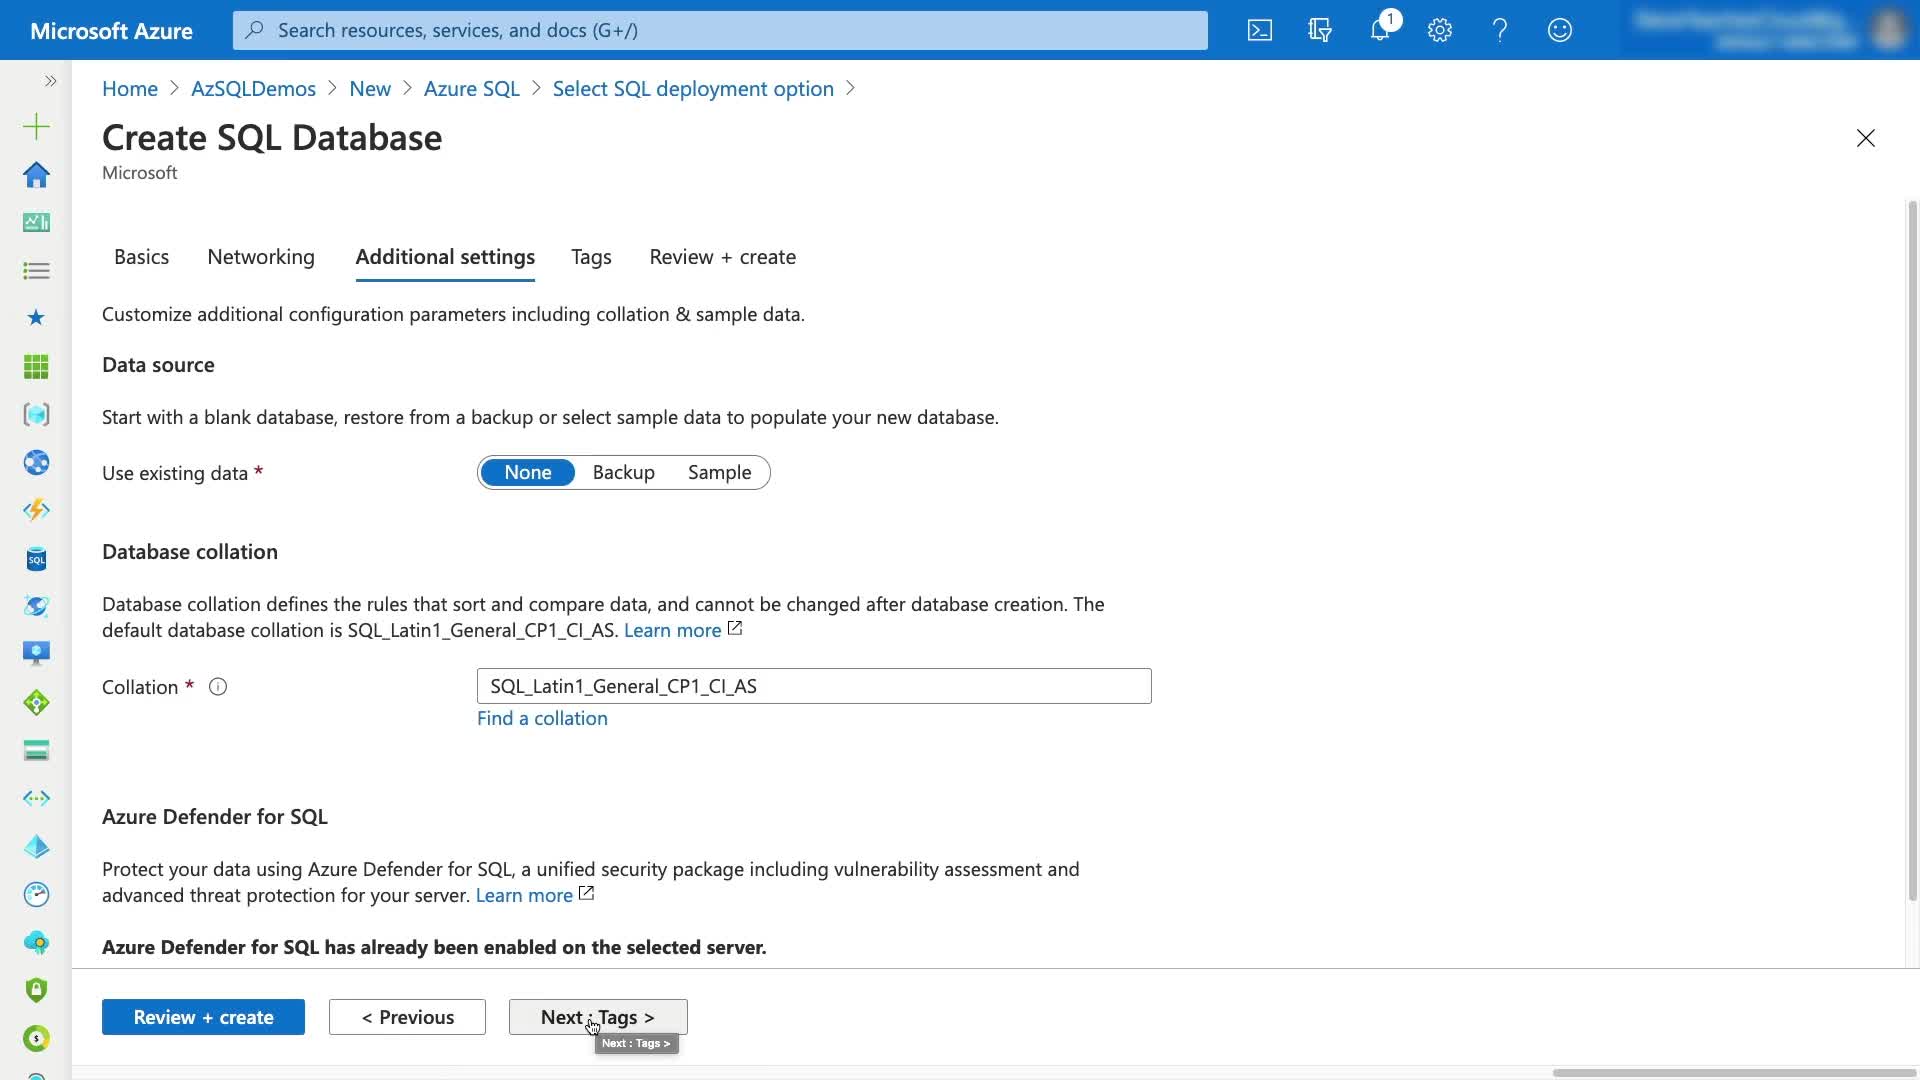 Microsoft Azure
Search resources, services, and docs (G+/)
1
Home > AzSQLDemos > New > Azure SQL > Select SQL deployment option >
Create SQL Database
Microsoft
Basics
Networking
Additional settings
Tags
Review + create
Customize additional configuration parameters including collation & sample data.
Data source
Start with a blank database, restore from a backup or select sample data to populate your new database.
Use existing data *
None
Backup
Sample
Database collation
Database collation defines the rules that sort and compare data, and cannot be changed after database creation. The
default database collation is SQL_Latin1_General_CP1_CI_AS. Learn more
Collation *
SQL_Latin1_General_CP1_CI_AS
Find a collation
Azure Defender for SQL
Protect your data using Azure Defender for SQL, a unified security package including vulnerability assessment and
advanced threat protection for your server. Learn more
Azure Defender for SQL has already been enabled on the selected server.
Review + create
< Previous
Next : Tags >
Next : Tags >
SQL